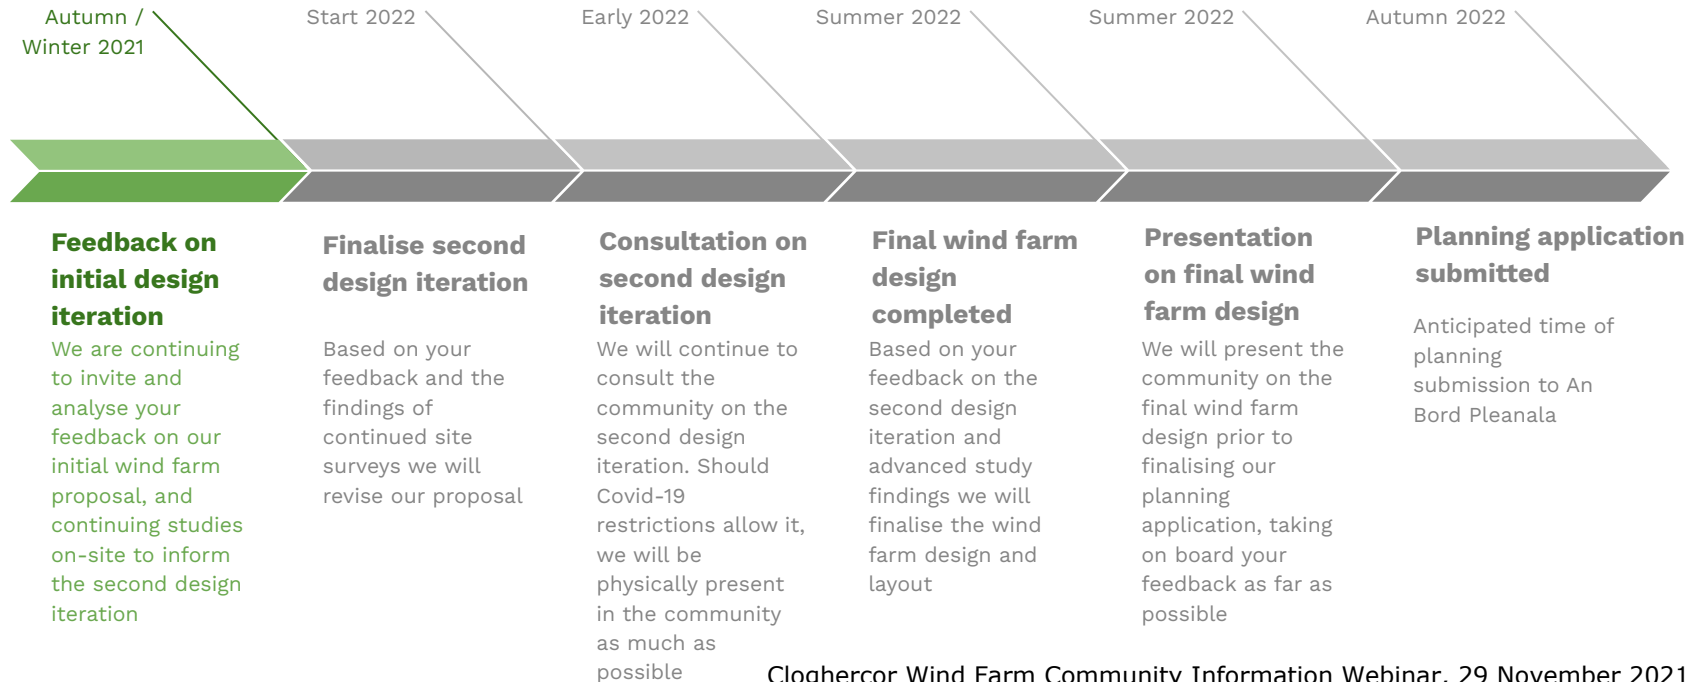 Autumn /
Winter 2021
Start 2022
Early 2022
Summer 2022
Summer 2022
Autumn 2022
Feedback on
initial design
iteration
We are continuing
to invite and
analyse your
feedback on our
initial wind farm
proposal, and
continuing studies
on-site to inform
the second design
iteration
Finalise second
design iteration
Based on your
feedback and the
findings of
continued site
surveys we will
revise our proposal
Consultation on
second design
iteration
We will continue to
consult the
community on the
second design
iteration. Should
Covid-19
restrictions allow it,
we will be
physically present
in the community
as much as
possible
Final wind farm
design
completed
Based on your
feedback on the
second design
iteration and
advanced study
findings we will
finalise the wind
farm design and
layout
Presentation
on final wind
farm design
We will present the
community on the
final wind farm
design prior to
finalising our
planning
application, taking
on board your
feedback as far as
possible
Planning application
submitted
Anticipated time of
planning
submission to An
Bord Pleanala
Cloghercor Wind Farm Community Information Webinar, 29 November 2021